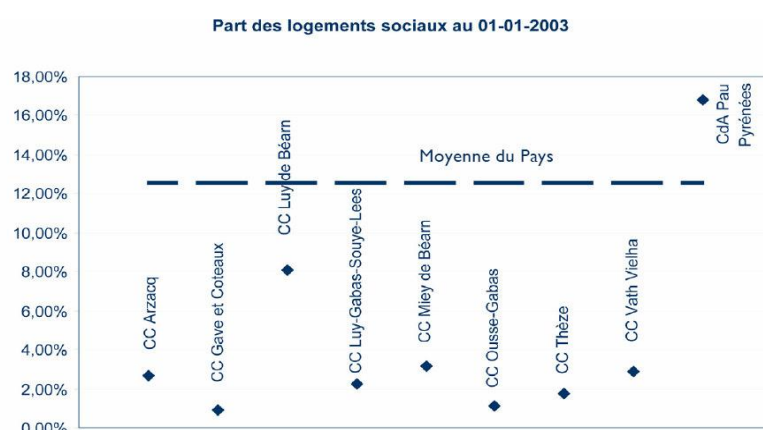 Part des logements sociaux au 01-01-2003
18,00%
16,00%
14,00%
12,00%
10,00%
8,00%
6,00%
4,00%
2,00%
0,00%
Moyenne du Pays
CC Arzacq
CC Gave et Coteaux
CC Luy de Béarn
CC Luy-Gabas-Souye-Lees
CC Miey de Béarn
CC Ousse-Gabas
CC Thèze
CC Vath Vielha
CdA Pau
Pyrénées